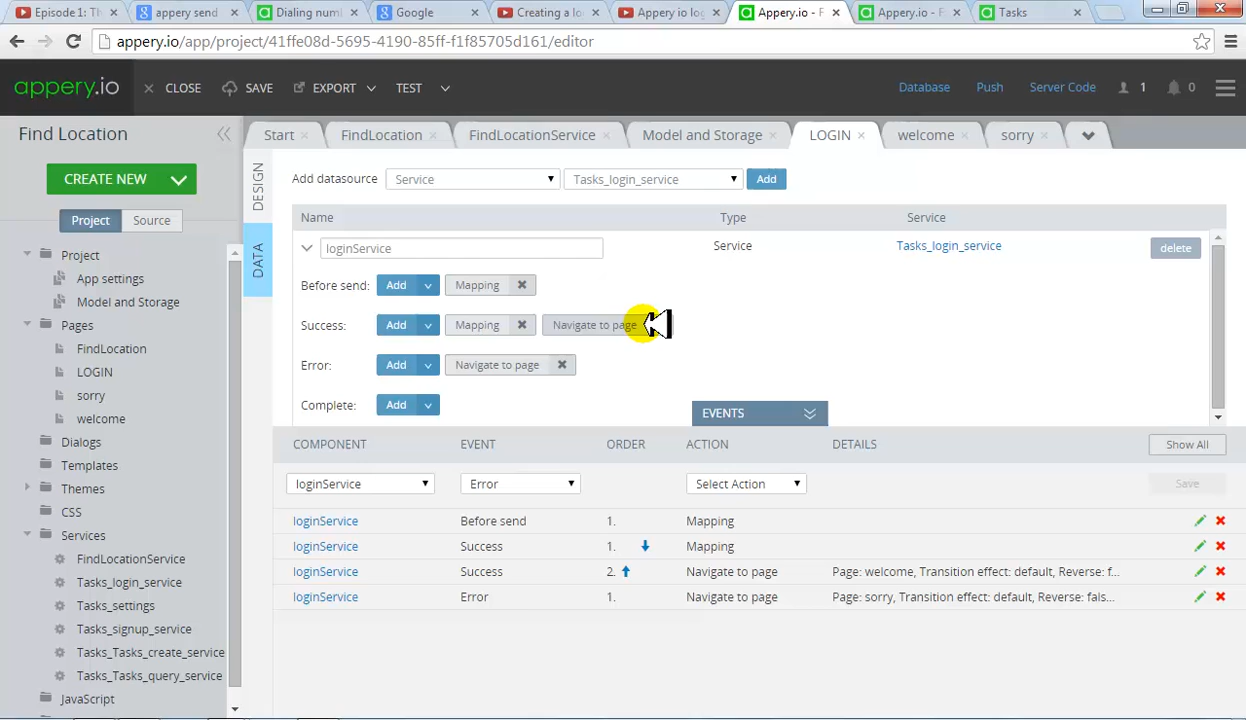 Episode 1: Th
appery send
Dialing num
Google
Creating a lo
Appery io log
Appery.io - F
Appery.io - F
Tasks
appery.io/app/project/41ffe08d-5695-4190-85ff-f1f85705d161/editor
appery.io
CLOSE
SAVE
EXPORT
TEST
Database
Push
Server Code
1
0
Find Location
Start
FindLocation
FindLocationService
Model and Storage
LOGIN
welcome
sorry
CREATE NEW
Project
Source
Project
App settings
Model and Storage
Pages
FindLocation
LOGIN
sorry
welcome
Dialogs
Templates
Themes
CSS
Services
FindLocationService
Tasks_login_service
Tasks_settings
Tasks_signup_service
Tasks_Tasks_create_service
Tasks_Tasks_query_service
JavaScript
DESIGN
DATA
Add datasource
Service
Tasks_login_service
Add
Name
Type
Service
loginService
Service
Tasks_login_service
delete
Before send:
Add
Mapping
Success:
Add
Mapping
Navigate to page
Error:
Add
Navigate to page
Complete:
Add
EVENTS
COMPONENT
EVENT
ORDER
ACTION
DETAILS
Show All
loginService
Error
Select Action
Save
loginService
Before send
1.
Mapping
loginService
Success
1.
Mapping
loginService
Success
2.
Navigate to page
Page: welcome, Transition effect: default, Reverse: f...
loginService
Error
1.
Navigate to page
Page: sorry, Transition effect: default, Reverse: fals...